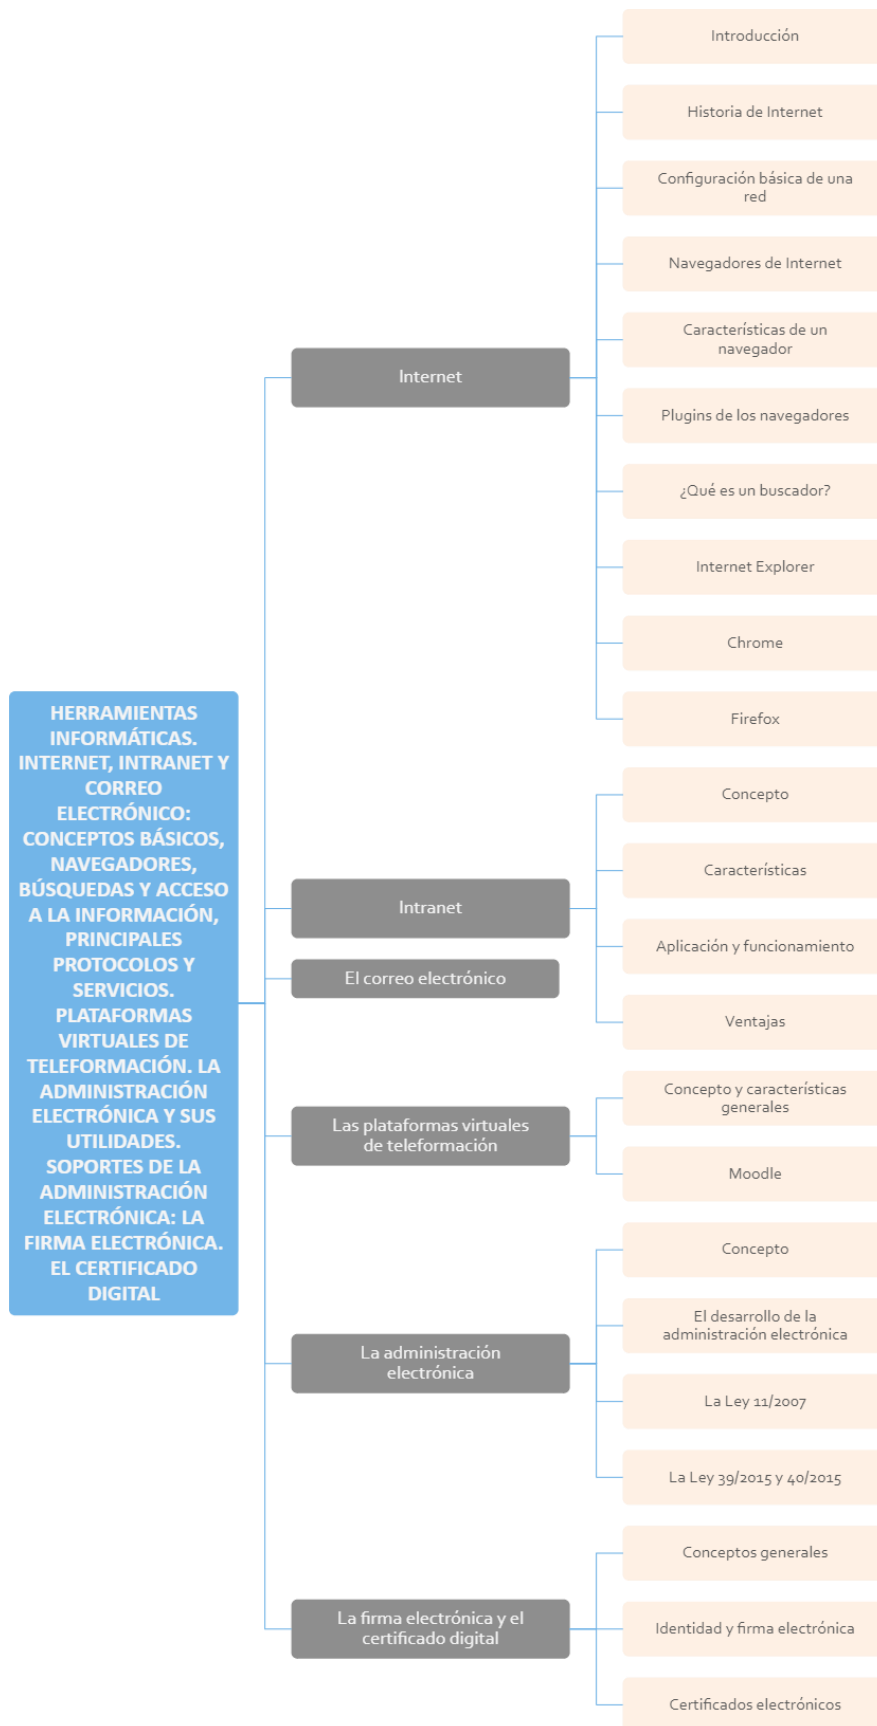 HERRAMIENTAS
INFORMÁTICAS.
INTERNET, INTRANET Y
CORREO
ELECTRÓNICO:
CONCEPTOS BÁSICOS,
NAVEGADORES,
BÚSQUEDAS Y ACCESO
A LA INFORMACIÓN,
PRINCIPALES
PROTOCOLOS Y
SERVICIOS.
PLATAFORMAS
VIRTUALES DE
TELEFORMACIÓN. LA
ADMINISTRACIÓN
ELECTRÓNICA Y SUS
UTILIDADES.
SOPORTES DE LA
ADMINISTRACIÓN
ELECTRÓNICA: LA
FIRMA ELECTRÓNICA.
EL CERTIFICADO
DIGITAL
Internet
Introducción
Historia de Internet
Configuración básica de una
red
Navegadores de Internet
Características de un
navegador
Plugins de los navegadores
¿Qué es un buscador?
Internet Explorer
Chrome
Firefox
Intranet
Concepto
Características
Aplicación y funcionamiento
Ventajas
El correo electrónico
Las plataformas virtuales
de teleformación
Concepto y características
generales
Moodle
La administración
electrónica
Concepto
El desarrollo de la
administración electrónica
La Ley 11/2007
La Ley 39/2015 y 40/2015
La firma electrónica y el
certificado digital
Conceptos generales
Identidad y firma electrónica
Certificados electrónicos